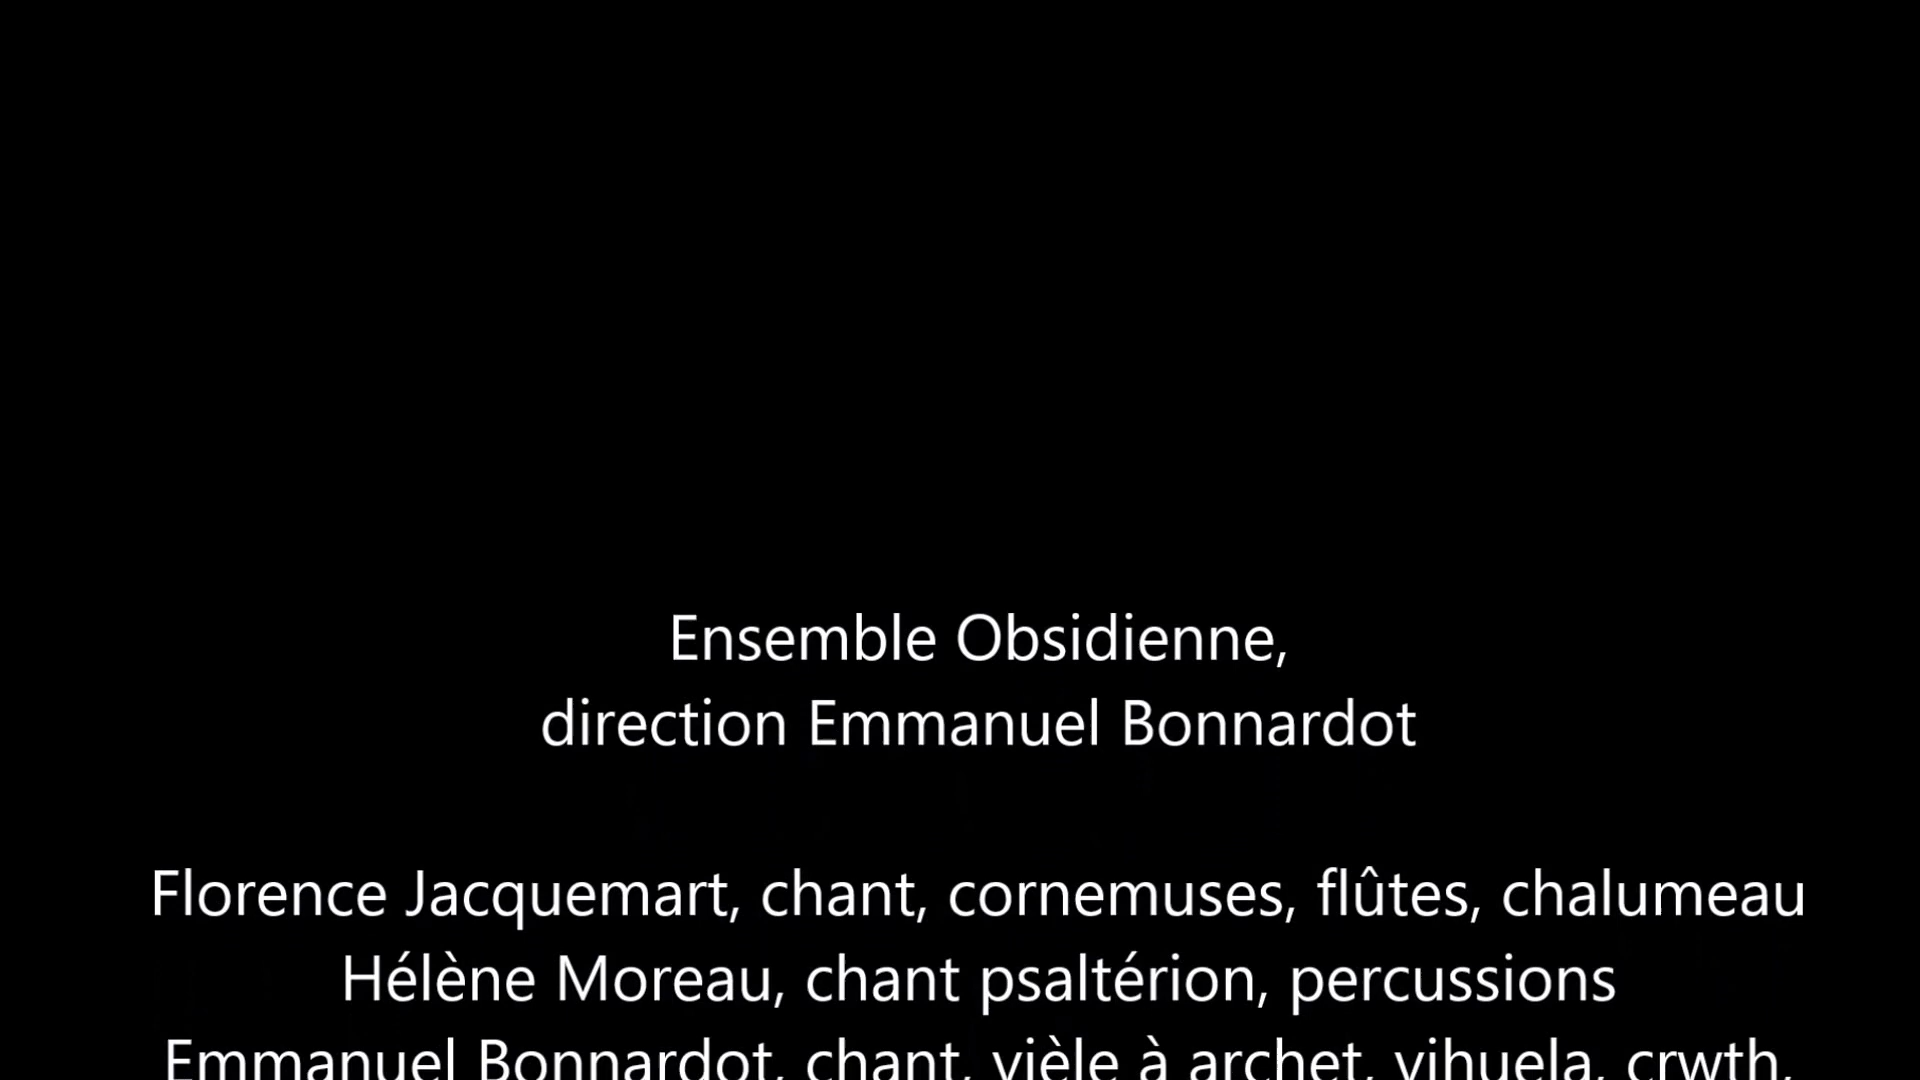 Ensemble Obsidienne,
direction Emmanuel Bonnardot
Florence Jacquemart, chant, cornemuses, flûtes, chalumeau
Hélène Moreau, chant psaltérion, percussions
Emmanuel Bonnardot, chant, vièle à archet, vihuela, crwth,